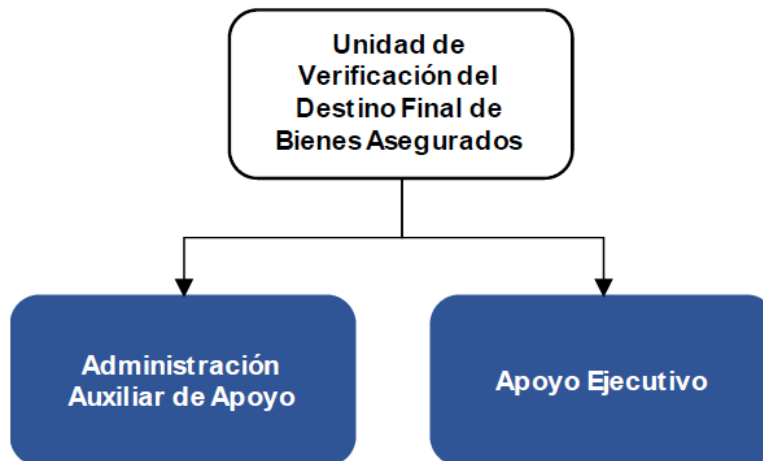 Unidad de
Verificación del
Destino Final de
Bienes Asegurados
Administración
Auxiliar de Apoyo
Apoyo Ejecutivo